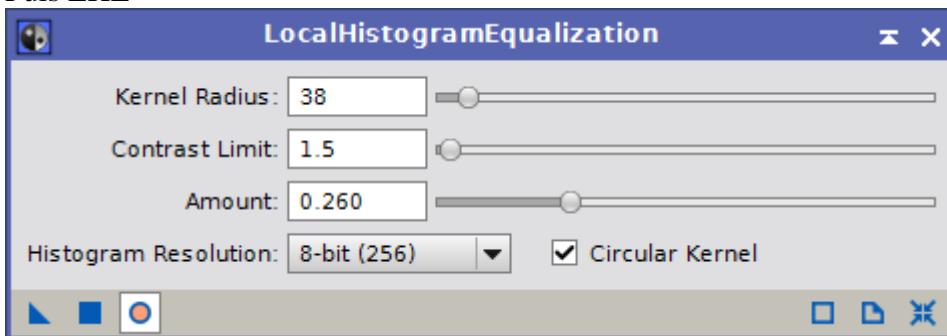 LocalHistogramEqualization
Kernel Radius: 38
Contrast Limit: 1.5
Amount: 0.260
Histogram Resolution: 8-bit (256) Circular Kernel